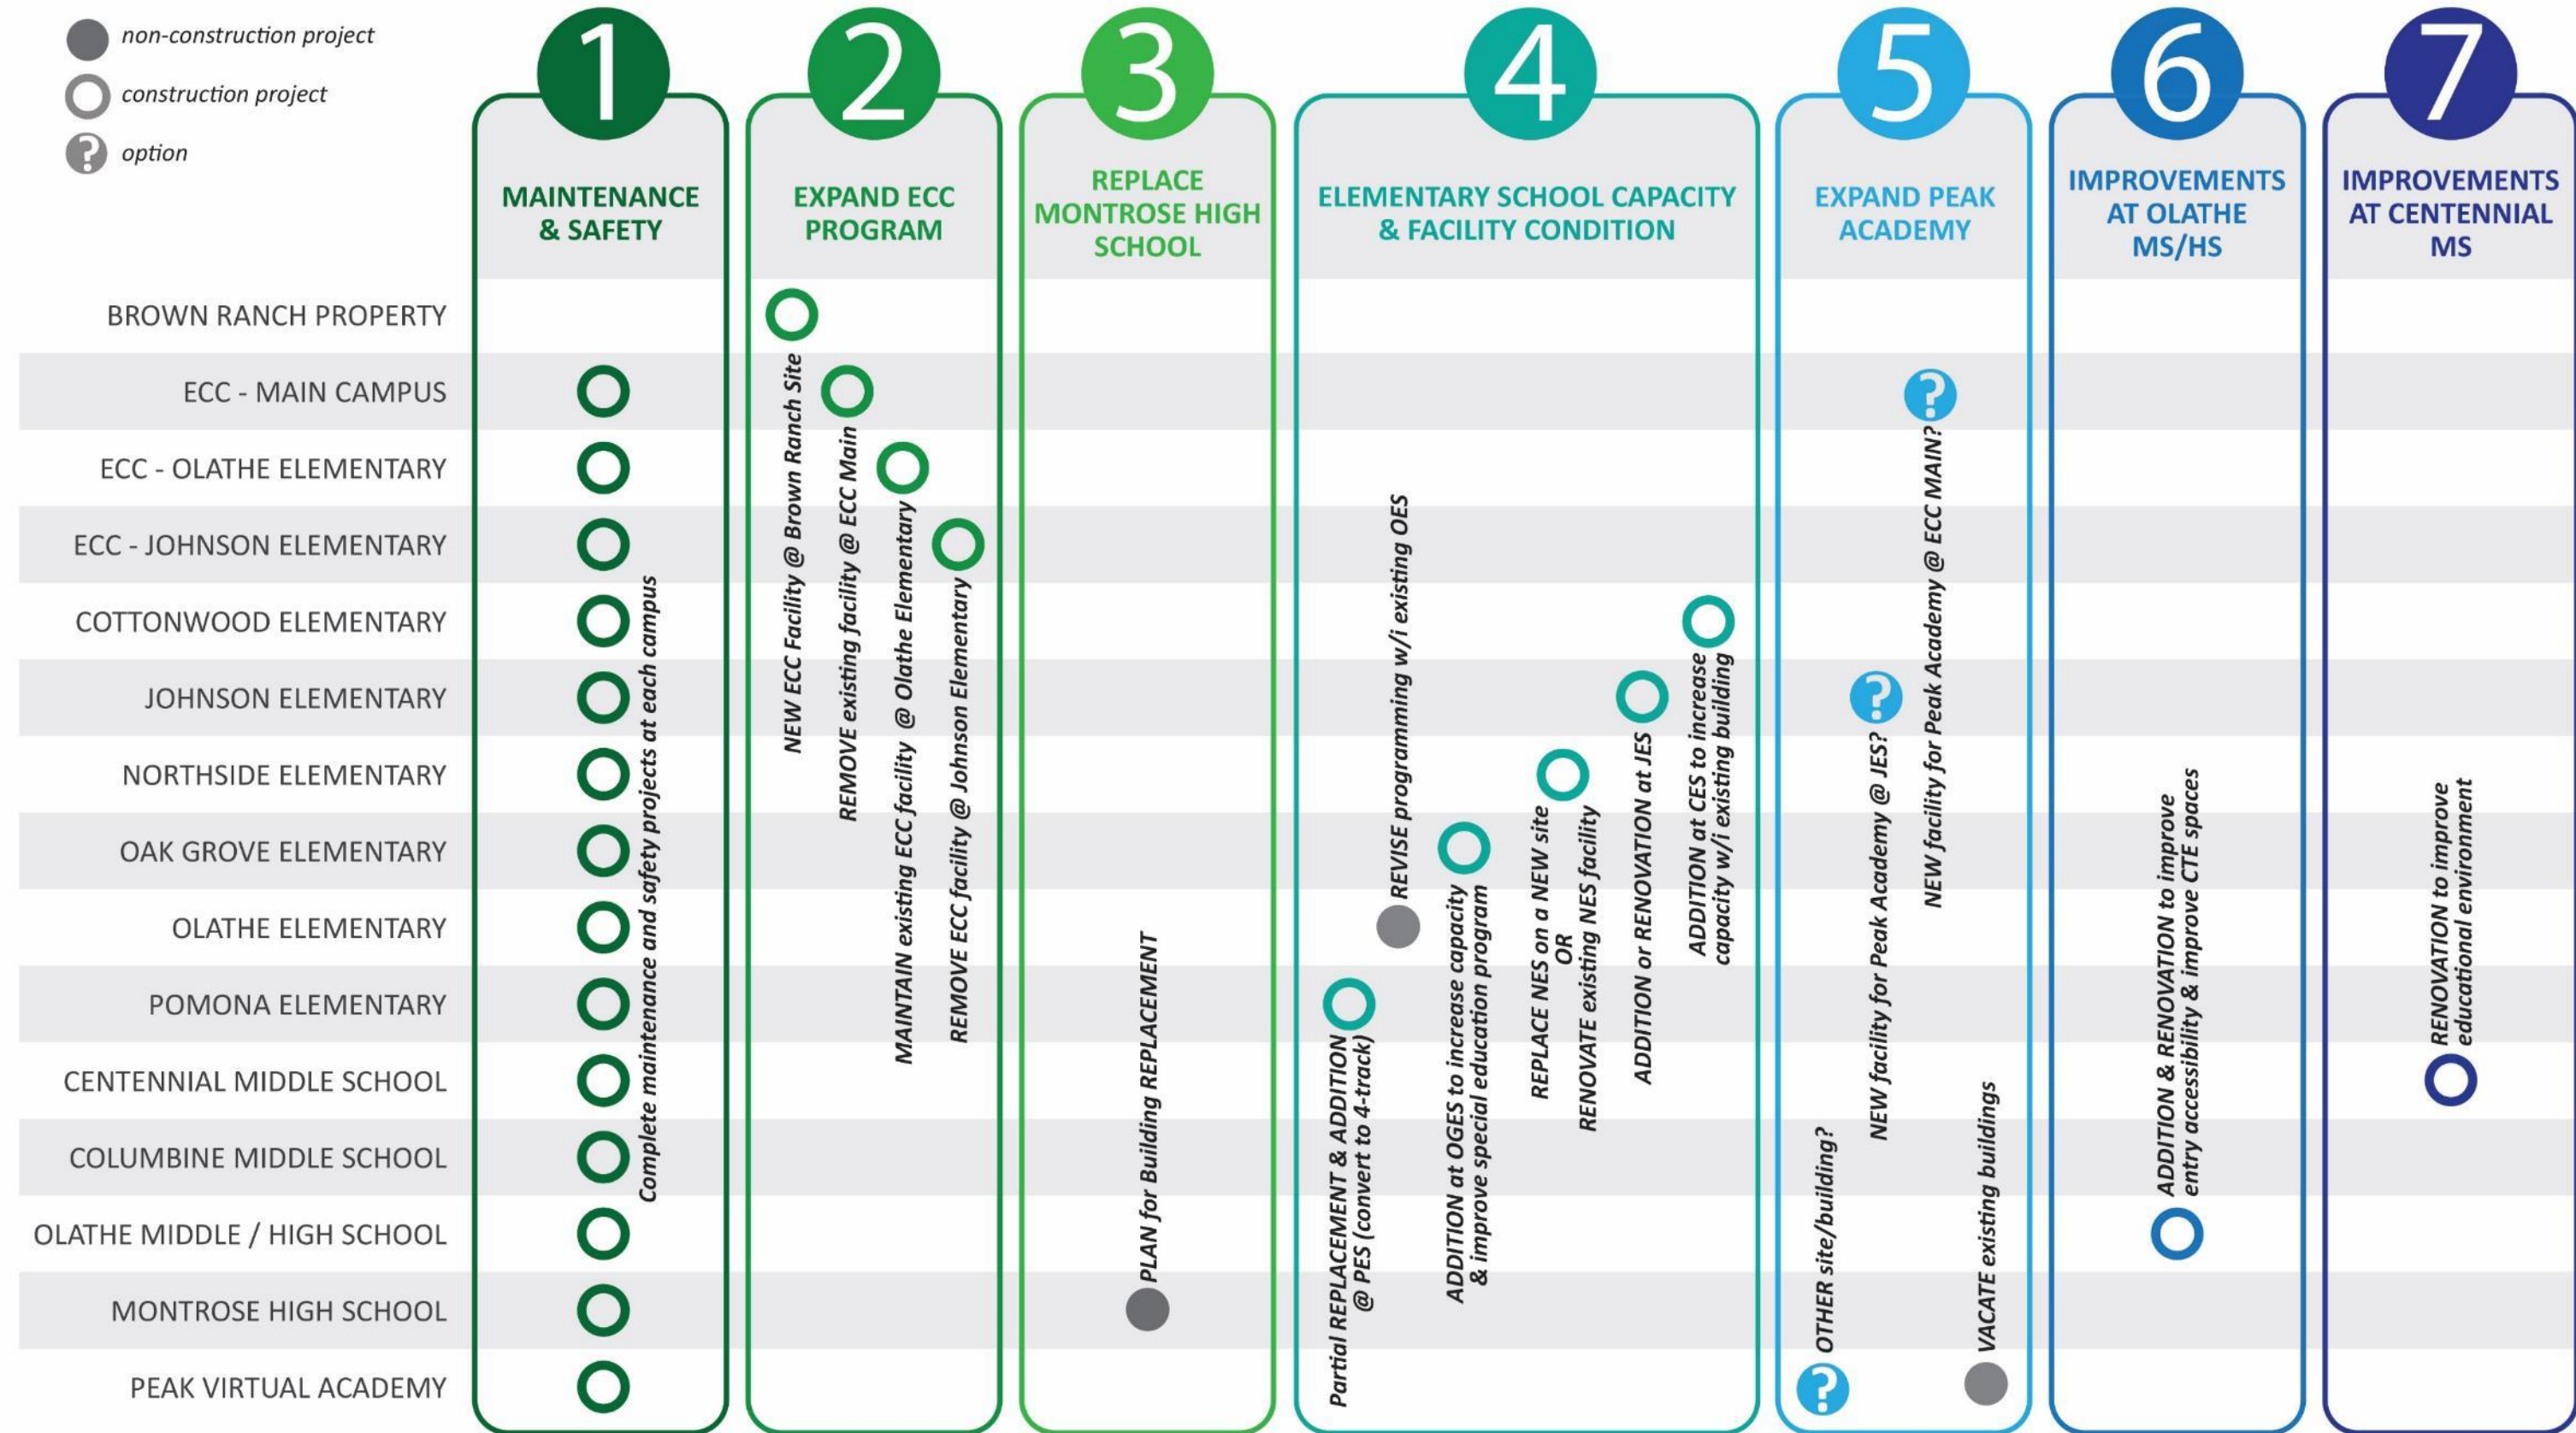 non-construction project
construction project
? option
1
MAINTENANCE
& SAFETY
2
EXPAND ECC
PROGRAM
3
REPLACE
MONTROSE HIGH
SCHOOL
4
ELEMENTARY SCHOOL CAPACITY
& FACILITY CONDITION
5
EXPAND PEAK
ACADEMY
6
IMPROVEMENTS
AT OLATHE
MS/HS
7
IMPROVEMENTS
AT CENTENNIAL
MS
BROWN RANCH PROPERTY
ECC - MAIN CAMPUS
ECC - OLATHE ELEMENTARY
ECC - JOHNSON ELEMENTARY
COTTONWOOD ELEMENTARY
JOHNSON ELEMENTARY
NORTHSIDE ELEMENTARY
OAK GROVE ELEMENTARY
OLATHE ELEMENTARY
POMONA ELEMENTARY
CENTENNIAL MIDDLE SCHOOL
COLUMBINE MIDDLE SCHOOL
OLATHE MIDDLE / HIGH SCHOOL
MONTROSE HIGH SCHOOL
PEAK VIRTUAL ACADEMY
Complete maintenance and safety projects at each campus
NEW ECC Facility @ Brown Ranch Site
REMOVE existing facility @ ECC Main
MAINTAIN existing ECC facility @ Olathe Elementary
REMOVE ECC facility @ Johnson Elementary
PLAN for Building REPLACEMENT
Partial REPLACEMENT & ADDITION
@ PES (convert to 4-track)
REVISE programming w/i existing OES
ADDITION at OGES to increase capacity
& improve special education program
REPLACE NES on a NEW site
OR
RENOVATE existing NES facility
ADDITION or RENOVATION at JES
ADDITION at CES to increase
capacity w/i existing building
? OTHER site/building?
? NEW facility for Peak Academy @ JES?
? NEW facility for Peak Academy @ ECC MAIN?
VACATE existing buildings
ADDITION & RENOVATION to improve
entry accessibility & improve CTE spaces
RENOVATION to improve
educational environment